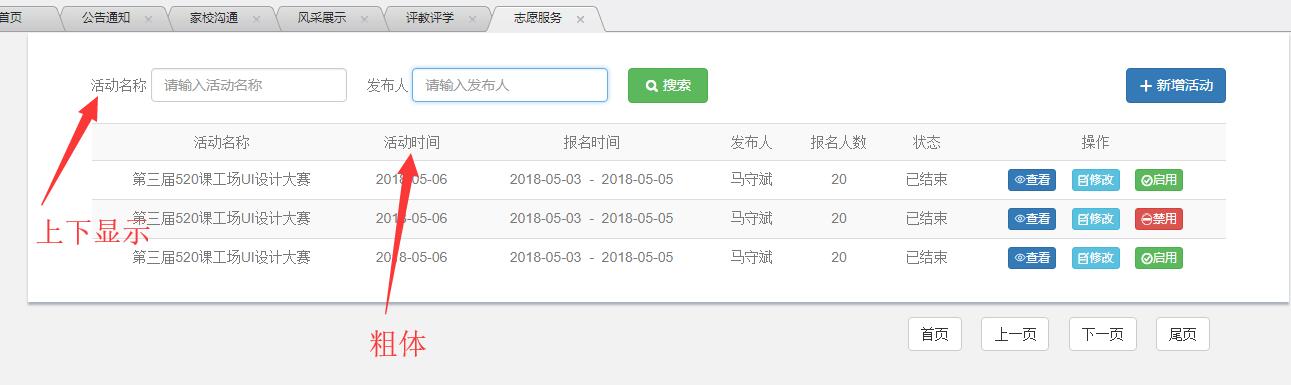 首页 公告通知 家校沟通 风采展示 评教评学 志愿服务
活动名称 请输入活动名称 发布人 请输入发布人 搜索 新增活动
活动名称 活动时间 报名时间 发布人 报名人数 状态 操作
第三届520课工场UI设计大赛 2018-05-06 2018-05-03 - 2018-05-05 马守斌 20 已结束 查看 修改 启用
第三届520课工场UI设计大赛 2018-05-06 2018-05-03 - 2018-05-05 马守斌 20 已结束 查看 修改 禁用
上下显示
第三届520课工场UI设计大赛 2018-05-06 2018-05-03 - 2018-05-05 马守斌 20 已结束 查看 修改 启用
首页 上一页 下一页 尾页
粗体